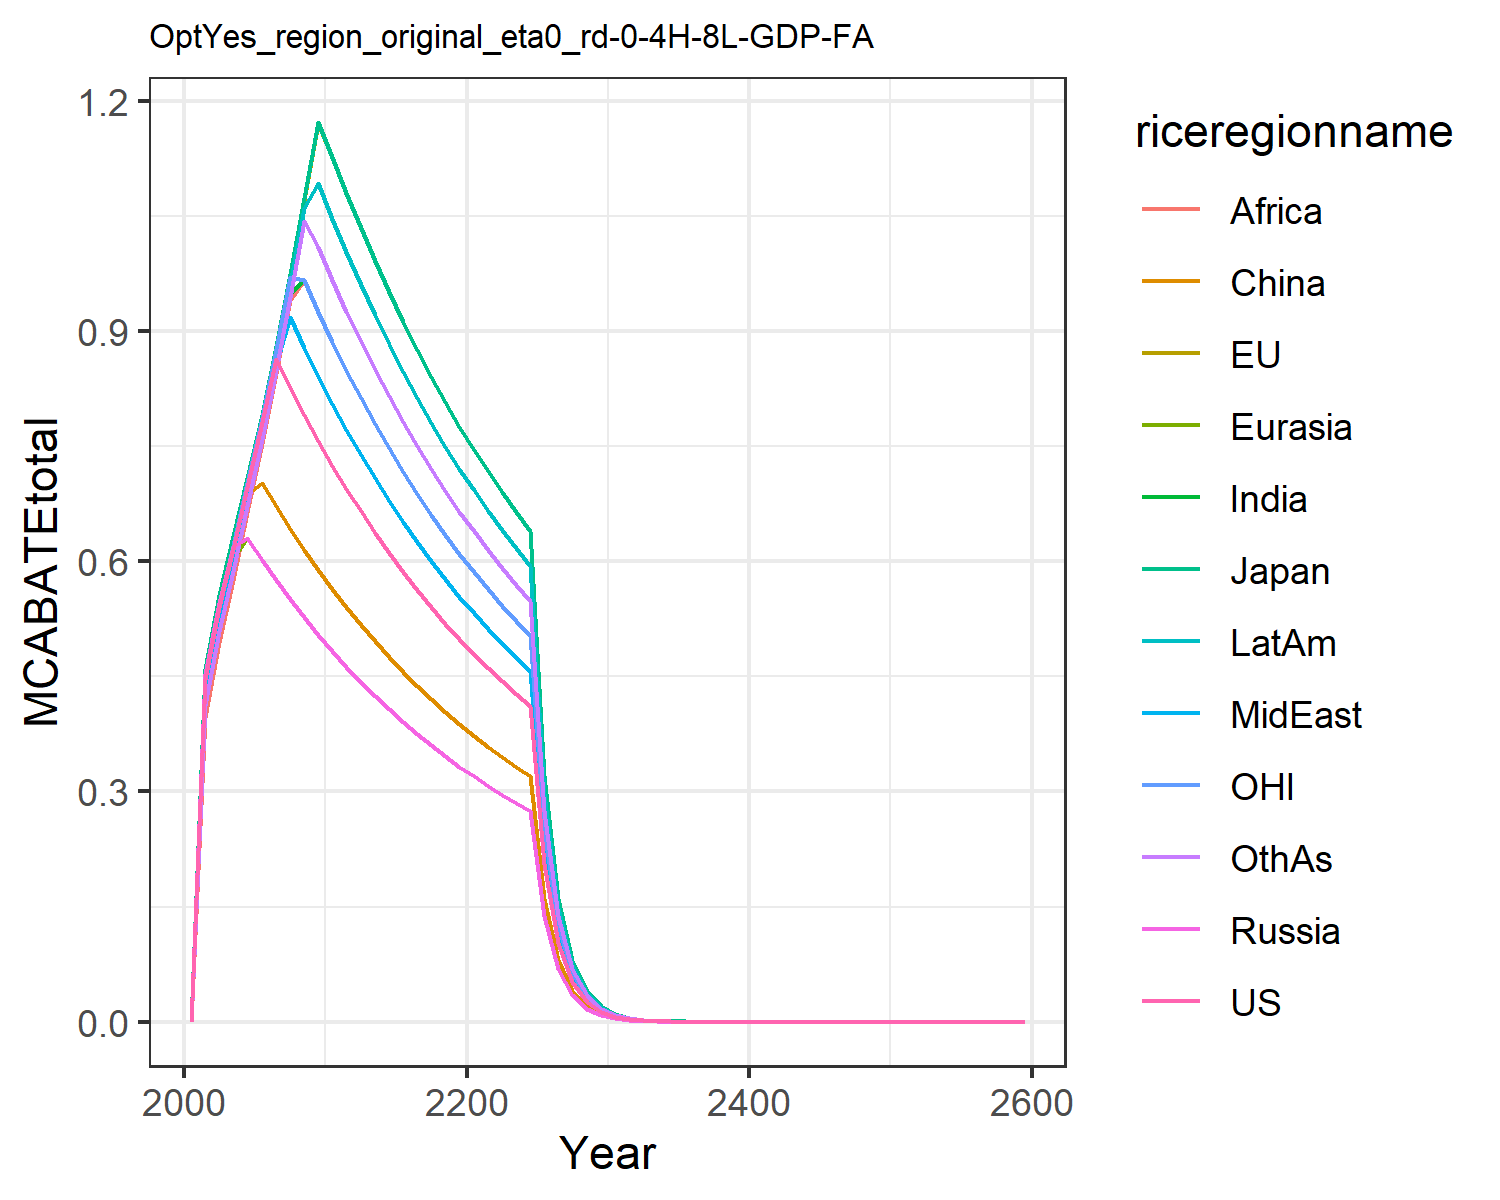 OptYes_region_original_eta0_rd-0-4H-8L-GDP-FA
1.2
0.9
0.6
0.3
0.0
MCABATEtotal
2000
2200
2400
2600
Year
riceregionname
Africa
China
EU
Eurasia
India
Japan
LatAm
MidEast
OHI
OthAs
Russia
US